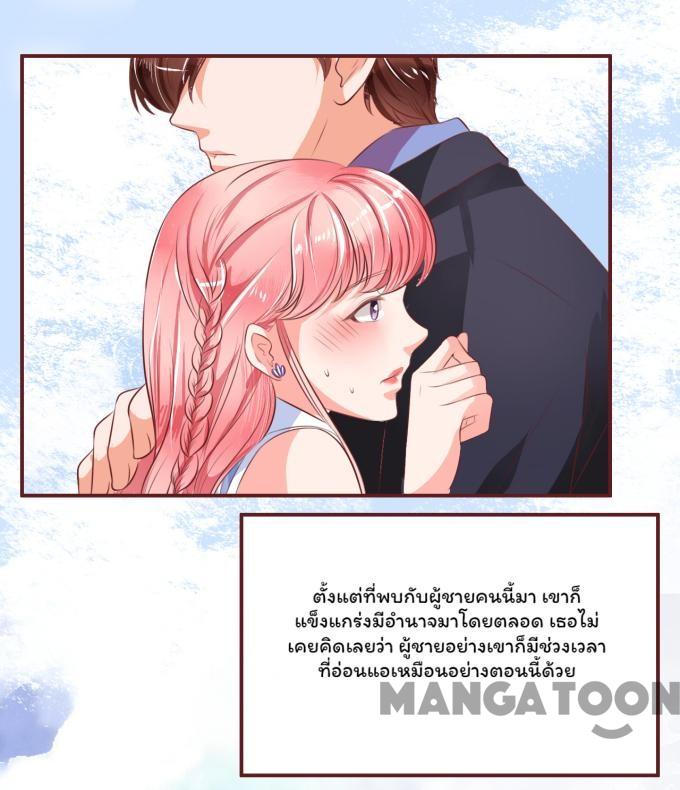 ตั้งแต่ที่พบกับผู้ชายคนนี้มา เขาก็
แข็งแกร่งมีอำนาจมาโดยตลอด เธอไม่
เคยคิดเลยว่า ผู้ชายอย่างเขาก็มีช่วงเวลา
ที่อ่อนแอเหมือนอย่างตอนนี้ด้วย
MANGATOON